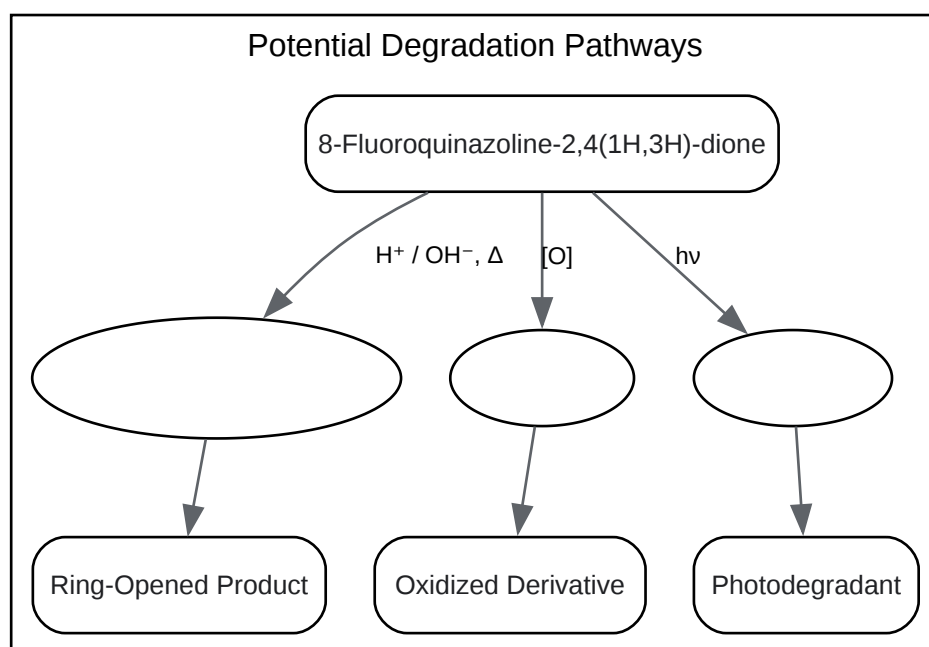 Potential Degradation Pathways
8-Fluoroquinazoline-2,4(1H,3H)-dione
H⁺ / OH⁻, Δ
[O]
hν
Ring-Opened Product
Oxidized Derivative
Photodegradant